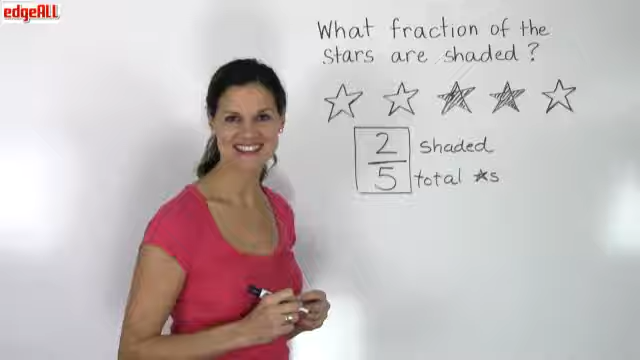 edgeALL
What fraction of the
stars are shaded?
2 shaded
5 total ★s